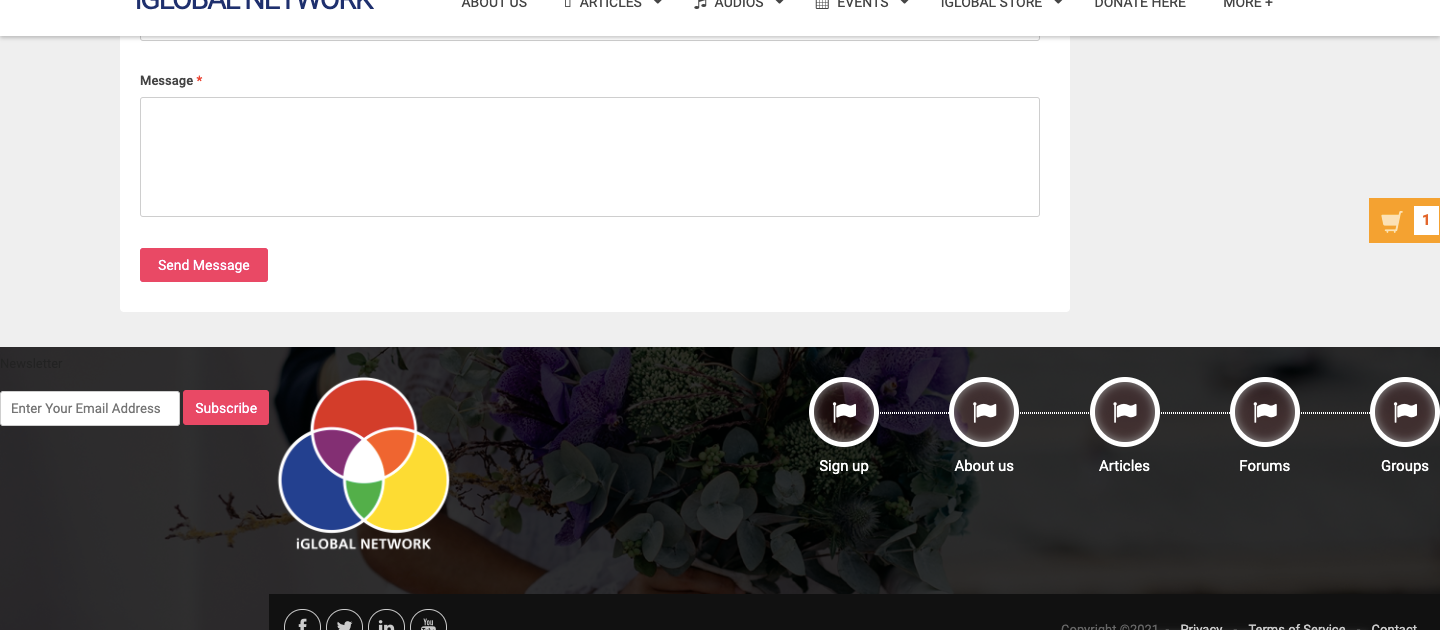 iGLOBAL NETWORK
ABOUT US ARTICLES AUDIOS EVENTS IGLOBAL STORE DONATE HERE MORE +
Message *
1
Send Message
Newsletter
Enter Your Email Address Subscribe
Sign up About us Articles Forums Groups
iGLOBAL NETWORK
f in You
Copyright ©2021 Privacy Terms of Service Contact